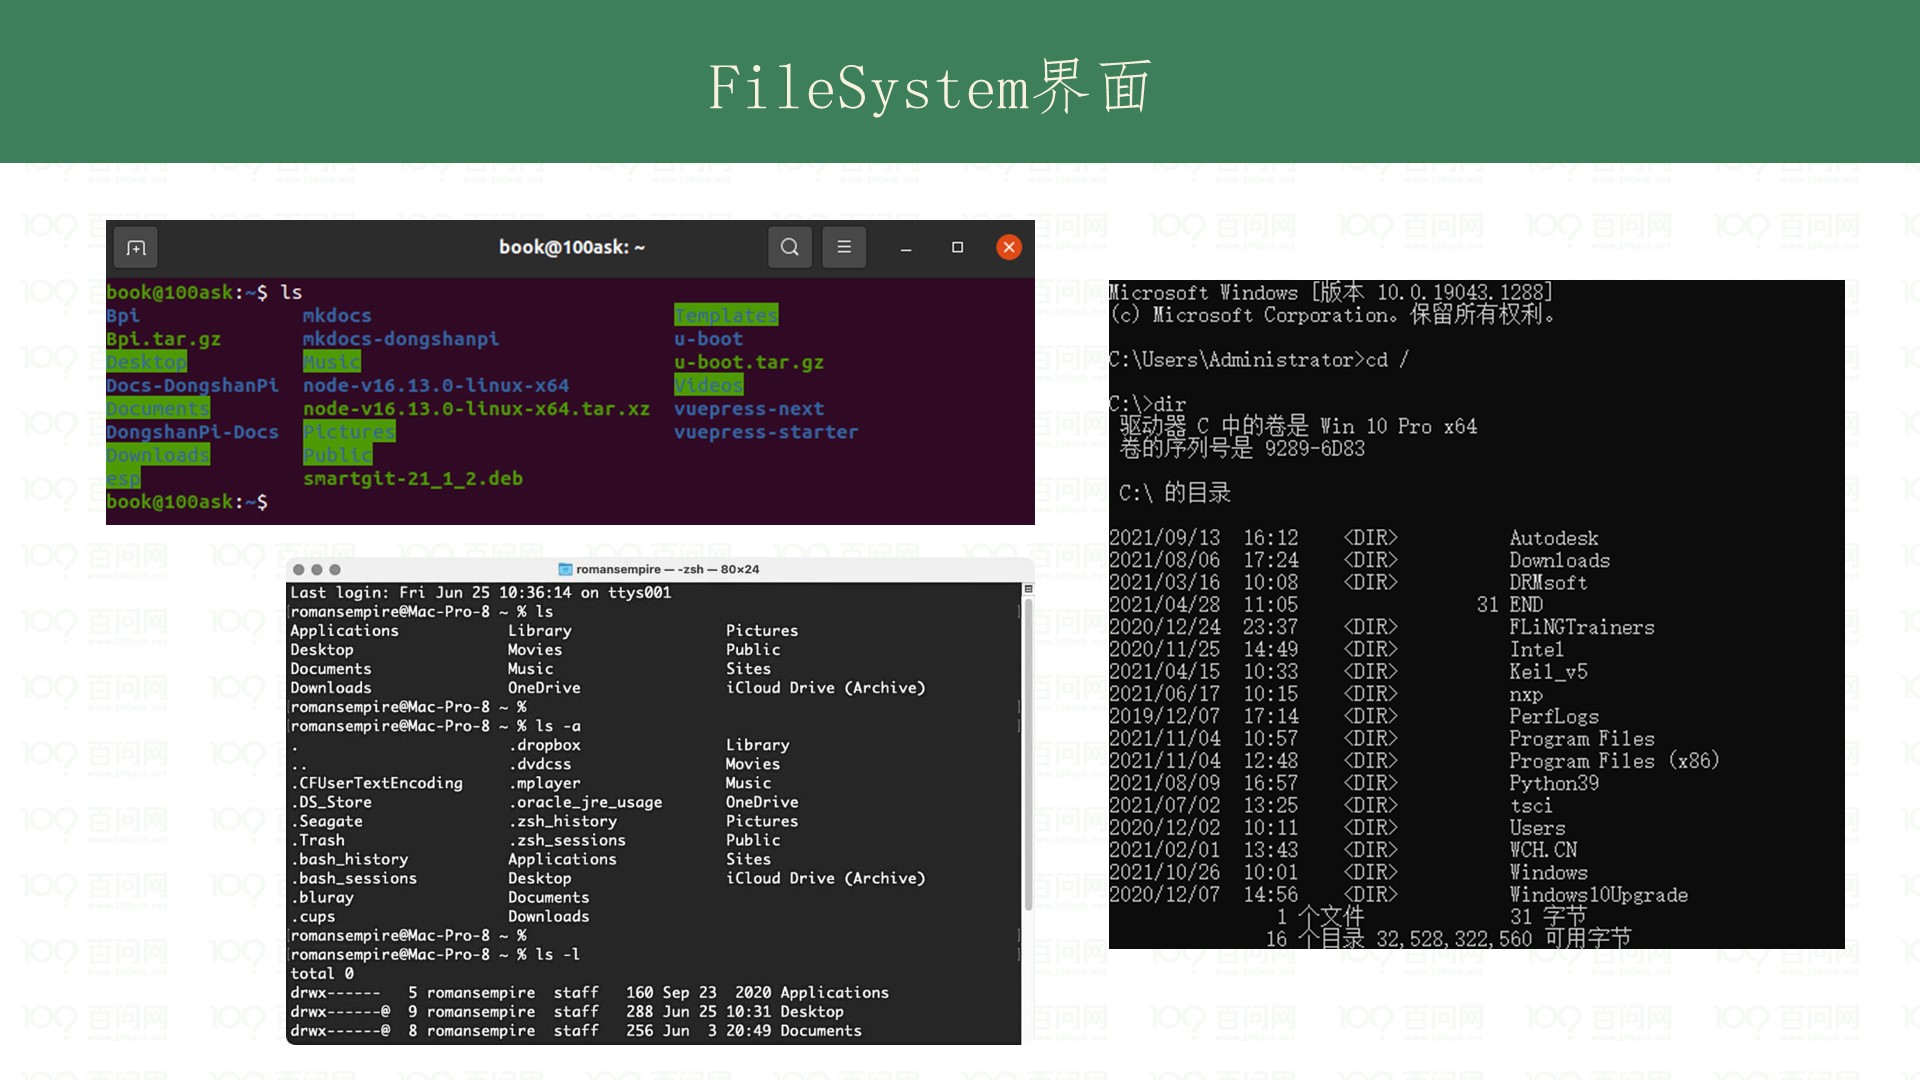 FileSystem界面
book@100ask: ~
book@100ask:~$ ls
Bpi mkdocs Templates
Bpi.tar.gz mkdocs-dongshanpi u-boot
Desktop Music u-boot.tar.gz
Docs-DongshanPi node-v16.13.0-linux-x64 Videos
Documents node-v16.13.0-linux-x64.tar.xz vuepress-next
DongshanPi-Docs Pictures vuepress-starter
Downloads Public
esp smartgit-21_1_2.deb
book@100ask:~$
romansempire — -zsh — 80×24
Last login: Fri Jun 25 10:36:14 on ttys001
romansempire@Mac-Pro-8 ~ % ls
Applications Library Pictures
Desktop Movies Public
Documents Music Sites
Downloads OneDrive iCloud Drive (Archive)
romansempire@Mac-Pro-8 ~ %
romansempire@Mac-Pro-8 ~ % ls -a
. .dropbox Library
.. .dvdcss Movies
.CFUserTextEncoding .mplayer Music
.DS_Store .oracle_jre_usage OneDrive
.Seagate .zsh_history Pictures
.Trash .zsh_sessions Public
.bash_history Applications Sites
.bash_sessions Desktop iCloud Drive (Archive)
.bluray Documents
.cups Downloads
romansempire@Mac-Pro-8 ~ %
romansempire@Mac-Pro-8 ~ % ls -l
total 0
drwx------ 5 romansempire staff 160 Sep 23 2020 Applications
drwx------@ 9 romansempire staff 288 Jun 25 10:31 Desktop
drwx------@ 8 romansempire staff 256 Jun 3 20:49 Documents
Microsoft Windows [版本 10.0.19043.1288]
(c) Microsoft Corporation。保留所有权利。
C:\Users\Administrator>cd /
C:\>dir
驱动器 C 中的卷是 Win 10 Pro x64
卷的序列号是 9289-6D83
C:\ 的目录
2021/09/13 16:12 <DIR> Autodesk
2021/08/06 17:24 <DIR> Downloads
2021/03/16 10:08 <DIR> DRMsoft
2021/04/28 11:05 31 END
2020/12/24 23:37 <DIR> FLiNGTrainers
2020/11/25 14:49 <DIR> Intel
2021/04/15 10:33 <DIR> Keil_v5
2021/06/17 10:15 <DIR> nxp
2019/12/07 17:14 <DIR> PerfLogs
2021/11/04 10:57 <DIR> Program Files
2021/11/04 12:48 <DIR> Program Files (x86)
2021/08/09 16:57 <DIR> Python39
2021/07/02 13:25 <DIR> tsci
2020/12/02 10:11 <DIR> Users
2021/02/01 13:43 <DIR> WCH.CN
2021/10/26 10:01 <DIR> Windows
2020/12/07 14:56 <DIR> Windows10Upgrade
1 个文件 31 字节
16 个目录 32,528,322,560 可用字节